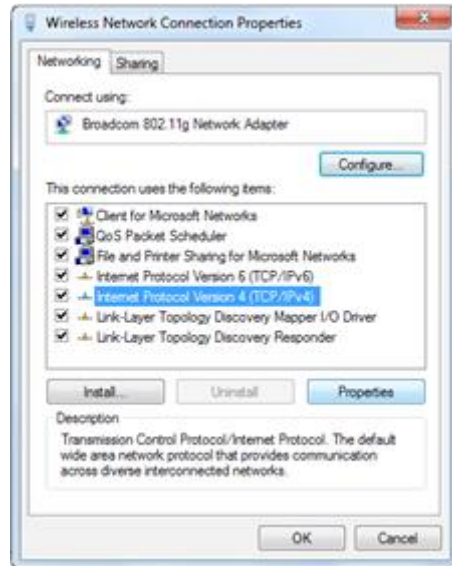 Wireless Network Connection Properties
Networking Sharing
Connect using:
Broadcom 802.11g Network Adapter
Configure...
This connection uses the following items:
Client for Microsoft Networks
QoS Packet Scheduler
File and Printer Sharing for Microsoft Networks
Internet Protocol Version 6 (TCP/IPv6)
Internet Protocol Version 4 (TCP/IPv4)
Link-Layer Topology Discovery Mapper I/O Driver
Link-Layer Topology Discovery Responder
Install... Uninstall Properties
Description
Transmission Control Protocol/Internet Protocol. The default
wide area network protocol that provides communication
across diverse interconnected networks.
OK Cancel